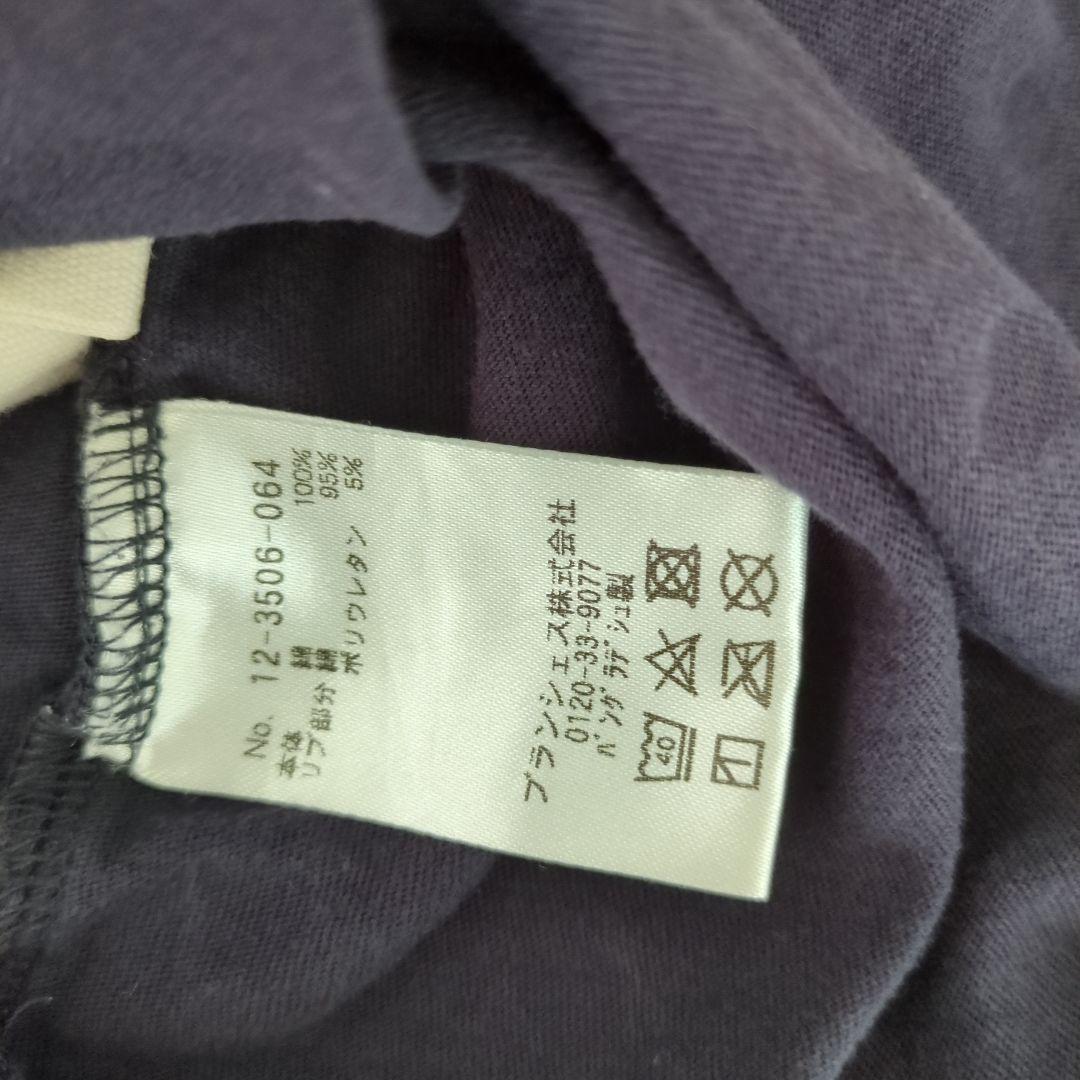 No. 12-3506-064
本体 綿 100%
リブ部分 綿 95%
ポリウレタン 5%
ブランシェス株式会社
0120-33-9077
バングラデシュ製
40